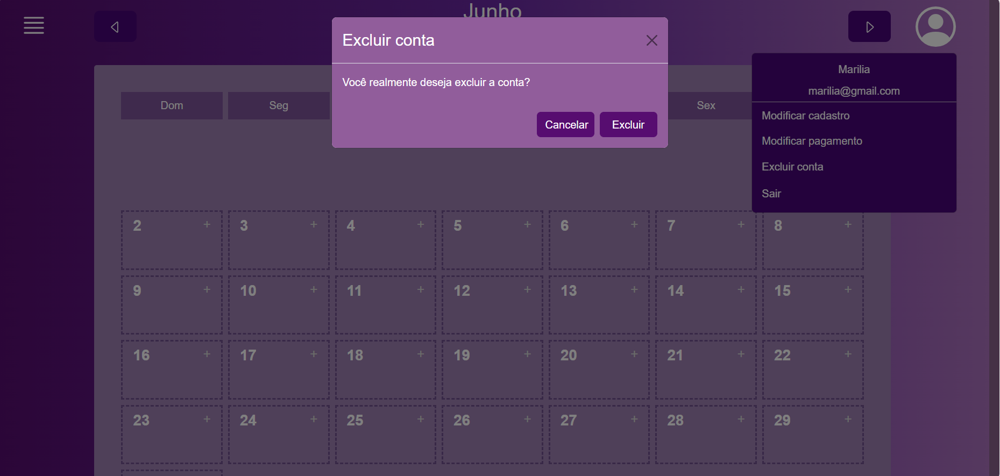 Junho
Excluir conta
Você realmente deseja excluir a conta?
Cancelar Excluir
Marilia
marilia@gmail.com
Modificar cadastro
Modificar pagamento
Excluir conta
Sair
Dom Seg Sex
2 + 3 + 4 + 5 + 6 + 7 + 8 +
9 + 10 + 11 + 12 + 13 + 14 + 15 +
16 + 17 + 18 + 19 + 20 + 21 + 22 +
23 + 24 + 25 + 26 + 27 + 28 + 29 +